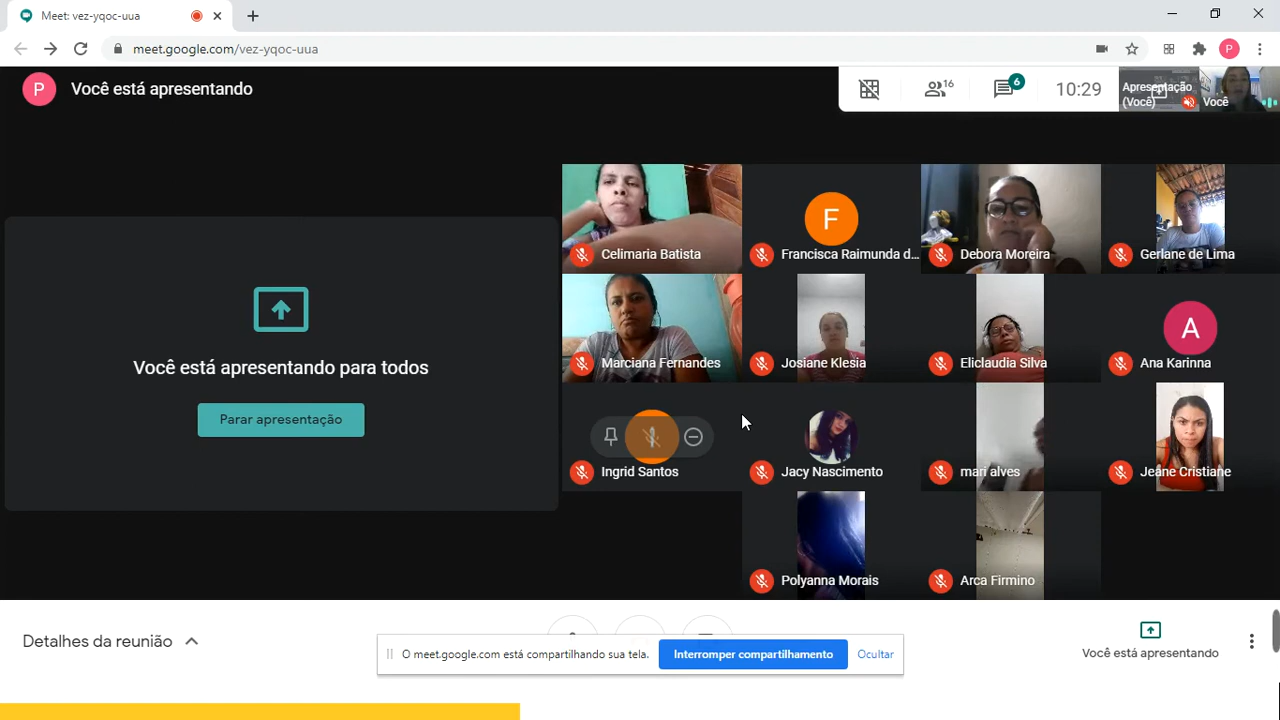 Meet: vez-yqoc-uua
meet.google.com/vez-yqoc-uua
P
P
Você está apresentando
16
6
10:29
Apresentação
(Você)
Você
Você está apresentando para todos
Parar apresentação
Celimaria Batista
F
Francisca Raimunda d...
Debora Moreira
Gerlane de Lima
Marciana Fernandes
Josiane Klesia
Eliclaudia Silva
A
Ana Karinna
Ingrid Santos
Jacy Nascimento
mari alves
Jeane Cristiane
Polyanna Morais
Arca Firmino
Detalhes da reunião
O meet.google.com está compartilhando sua tela.
Interromper compartilhamento
Ocultar
Você está apresentando